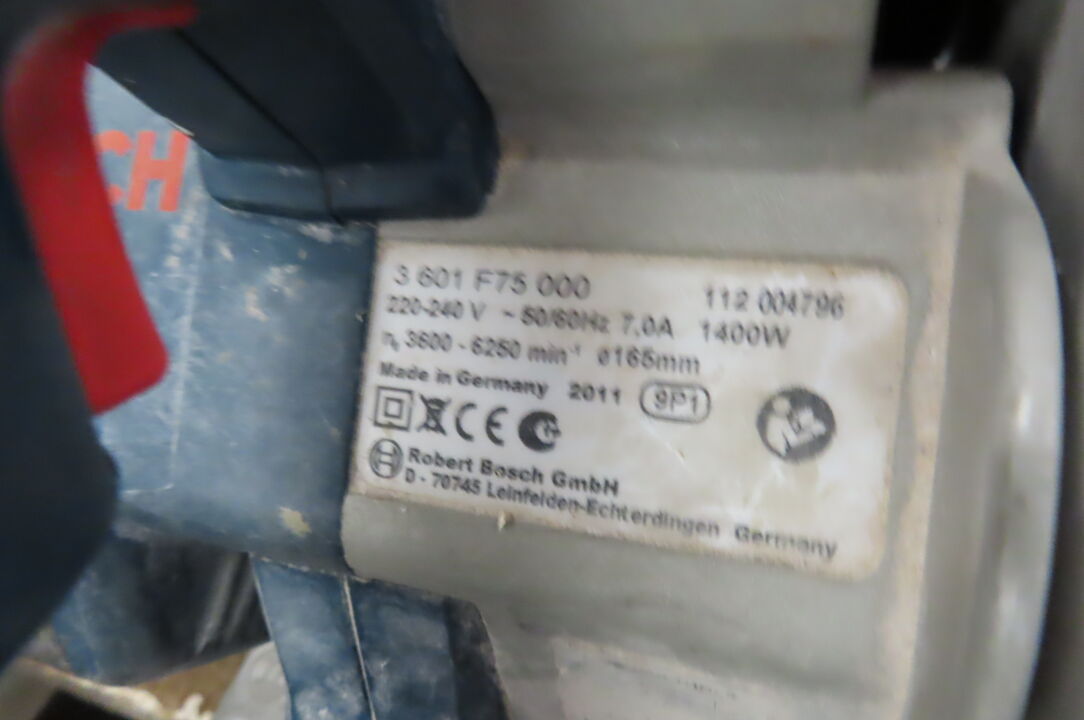 CH
3 601 F75 000 112 004796
220-240 V ~ 50/60Hz 7,0A 1400W
n₀ 3600 - 6250 min⁻¹ ø165mm
Made in Germany 2011 9P1
CE
Robert Bosch GmbH
D - 70745 Leinfelden-Echterdingen Germany